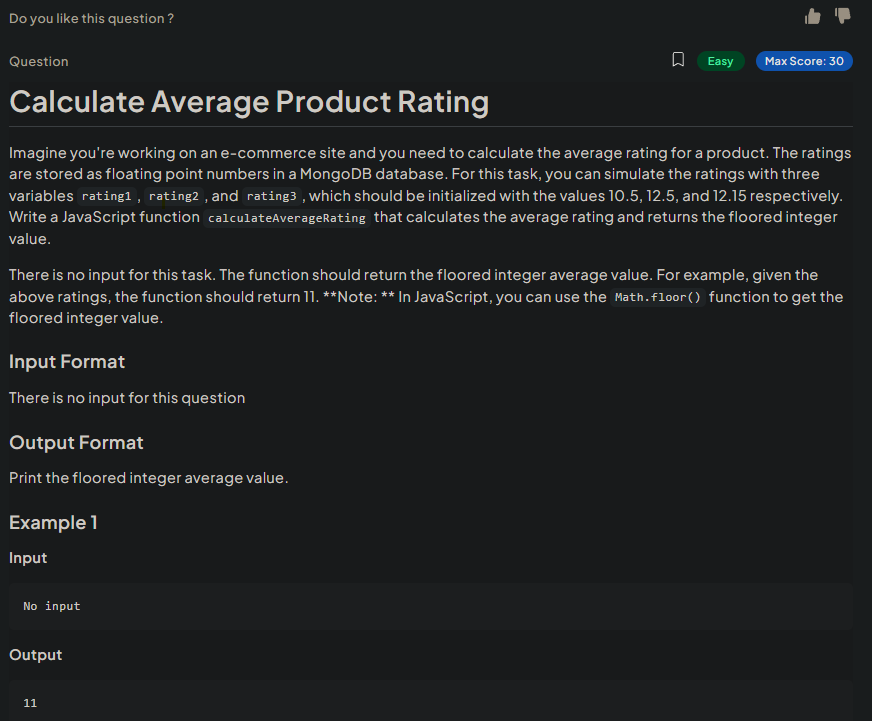 Do you like this question ?
Question
Easy
Max Score: 30
Calculate Average Product Rating
Imagine you're working on an e-commerce site and you need to calculate the average rating for a product. The ratings
are stored as floating point numbers in a MongoDB database. For this task, you can simulate the ratings with three
variables rating1 , rating2 , and rating3 , which should be initialized with the values 10.5, 12.5, and 12.15 respectively.
Write a JavaScript function calculateAverageRating that calculates the average rating and returns the floored integer
value.
There is no input for this task. The function should return the floored integer average value. For example, given the
above ratings, the function should return 11. **Note: ** In JavaScript, you can use the Math.floor() function to get the
floored integer value.
Input Format
There is no input for this question
Output Format
Print the floored integer average value.
Example 1
Input
No input
Output
11